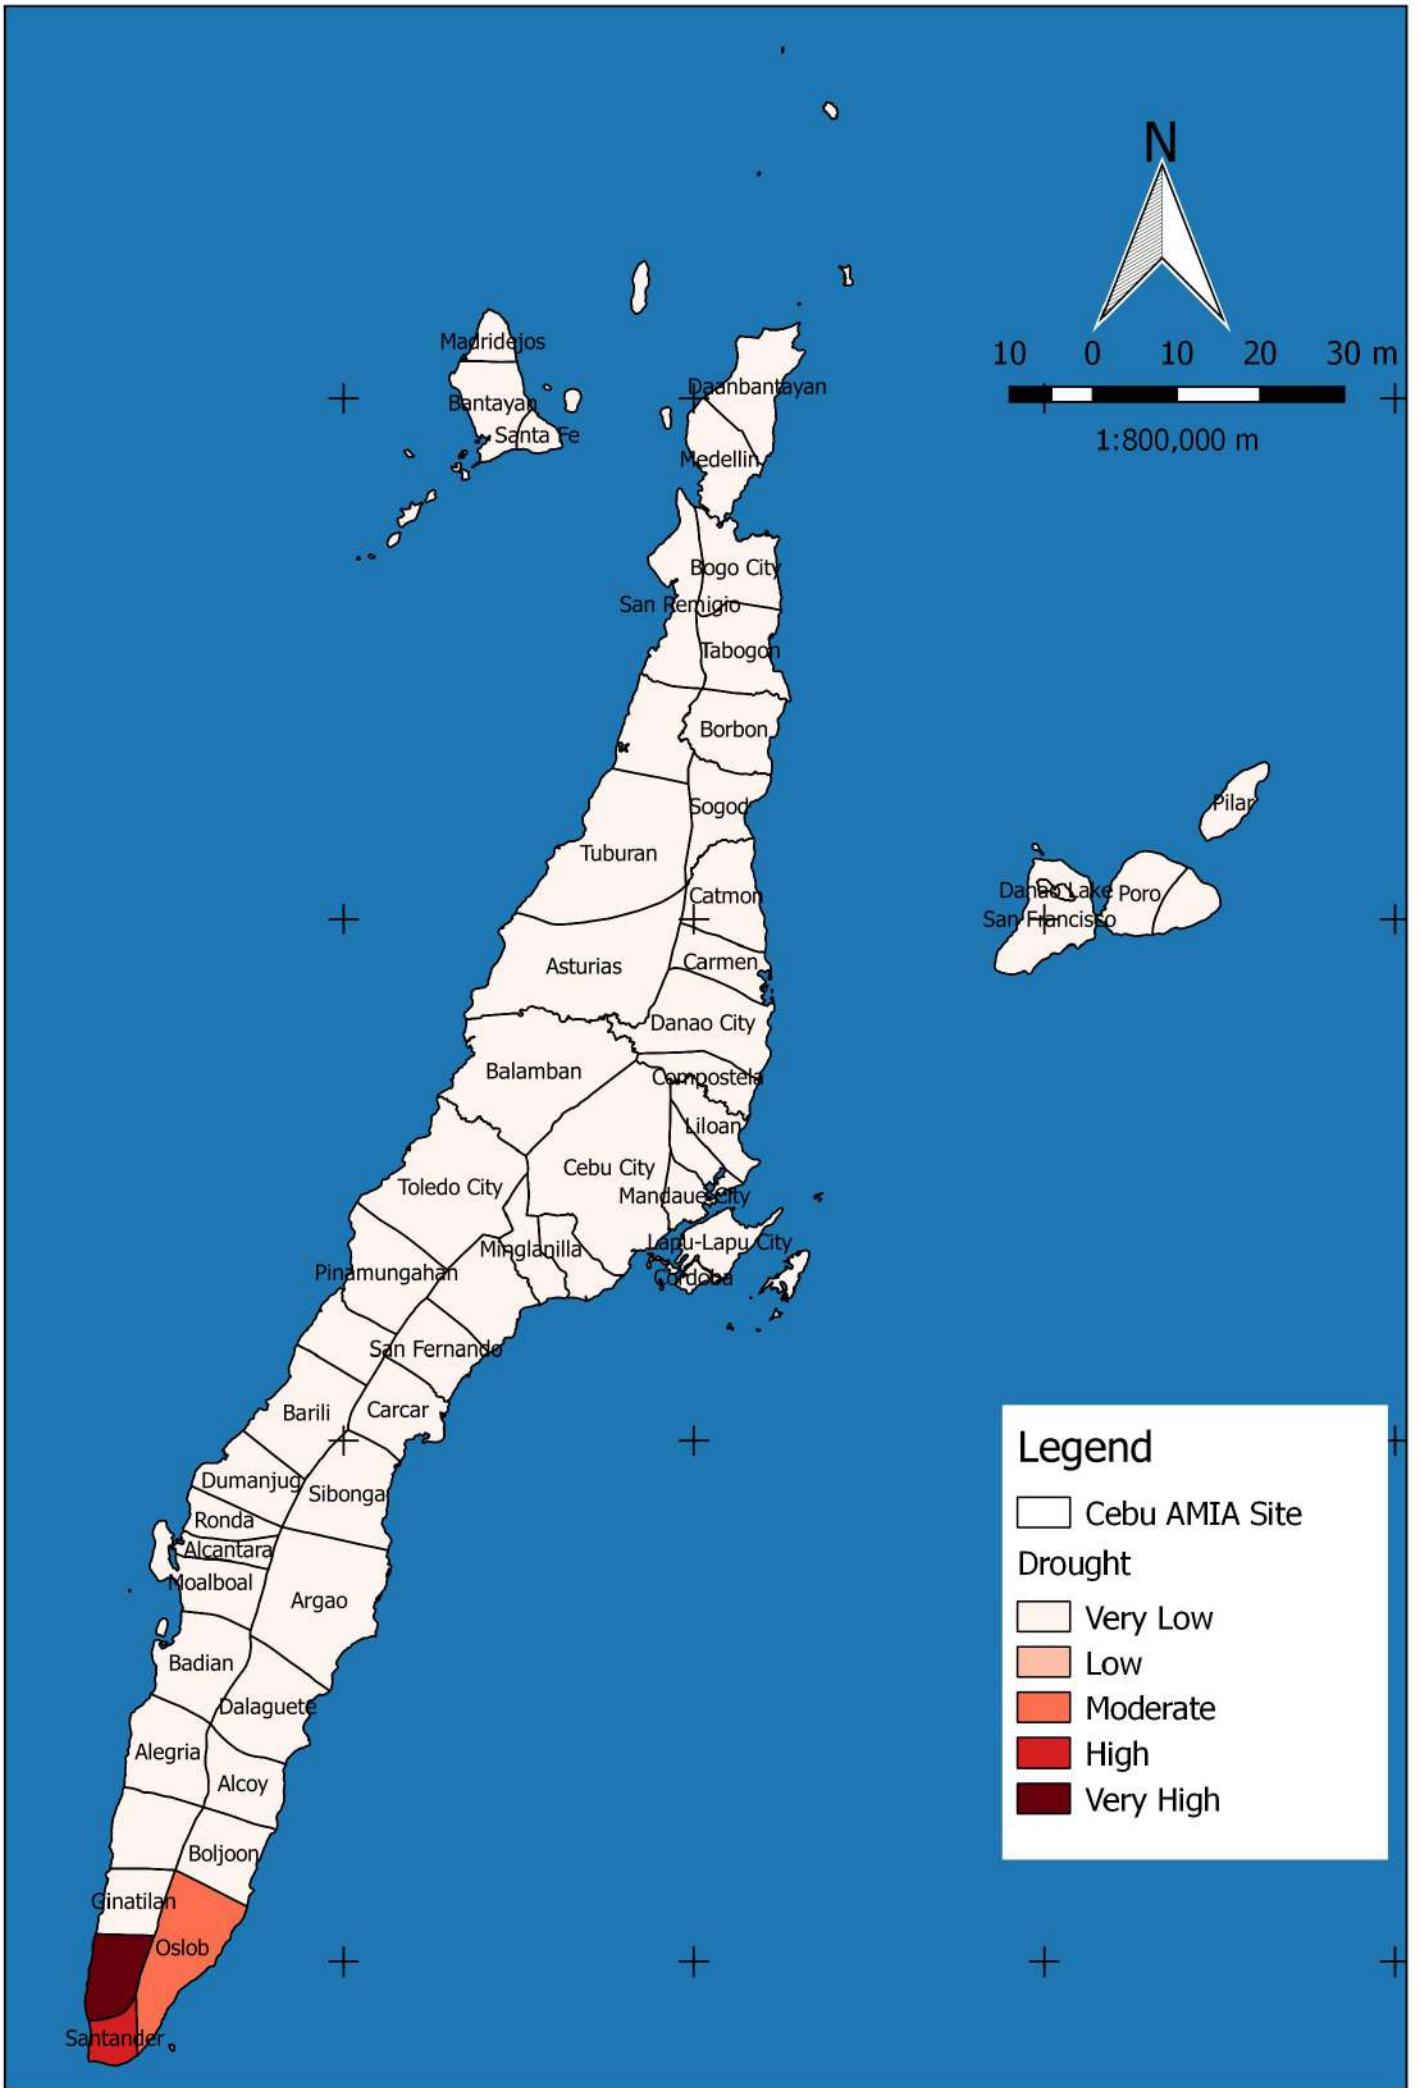 N
10 0 10 20 30 m
1:800,000 m
Madridejos
Daanbantayan
Bantayan
Santa Fe
Medellin
Bogo City
San Remigio
Tabogon
Borbon
Pilar
Sogod
Tuburan
Danao Lake
Poro
Catmon
San Francisco
Carmen
Asturias
Danao City
Balamban
Compostela
Liloan
Cebu City
Toledo City
Mandaue City
Lapu-Lapu City
Minglanilla
Pinamungahan
Cordoba
San Fernando
Carcar
Barili
Dumanjug
Sibonga
Ronda
Alcantara
Moalboal
Argao
Badian
Dalaguete
Alegria
Alcoy
Boljoon
Ginatilan
Oslob
Santander
Legend
Cebu AMIA Site
Drought
Very Low
Low
Moderate
High
Very High